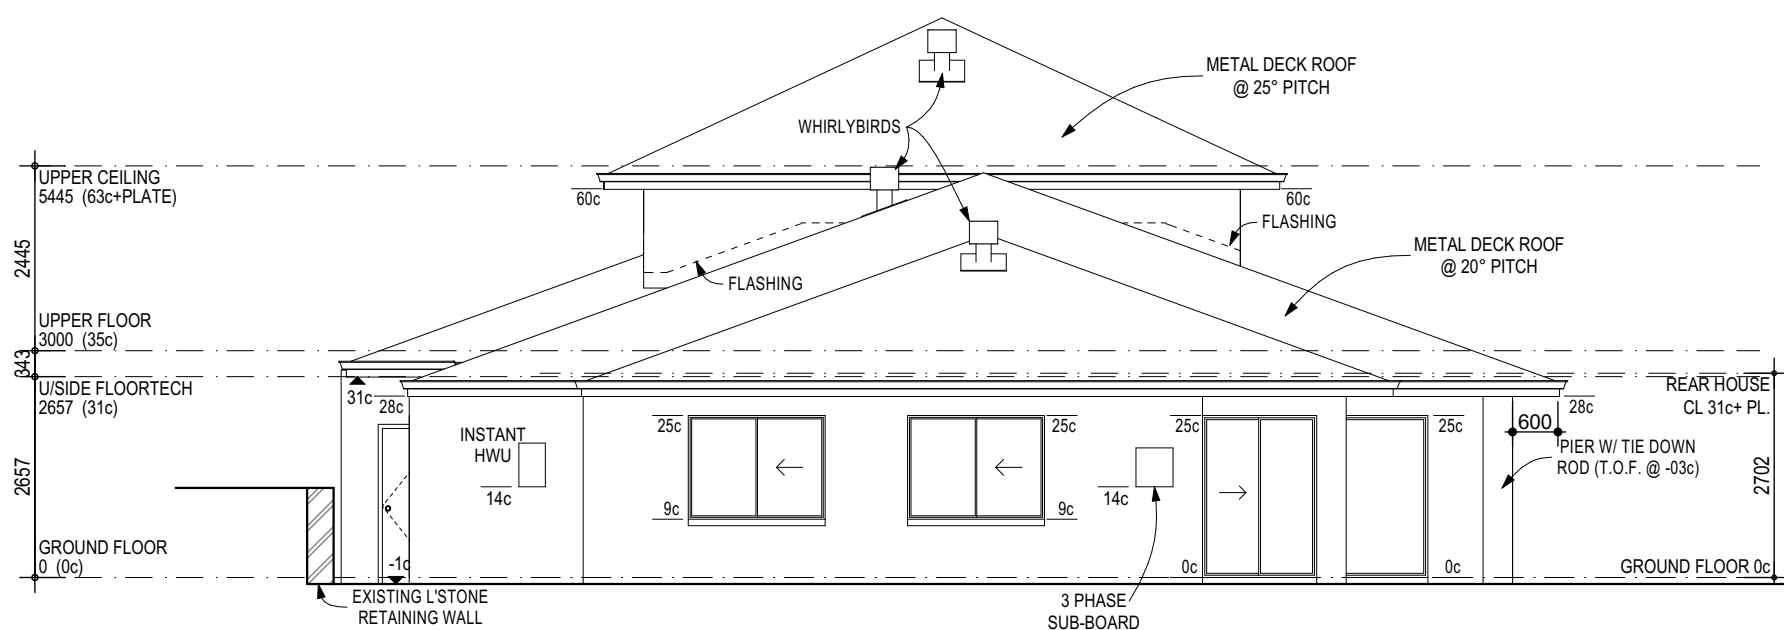 METAL DECK ROOF
@ 25° PITCH
WHIRLYBIRDS
UPPER CEILING
5445 (63c+PLATE)
60c
60c
FLASHING
METAL DECK ROOF
@ 20° PITCH
2445
FLASHING
UPPER FLOOR
3000 (35c)
343
U/SIDE FLOORTECH
2657 (31c)
31c
28c
REAR HOUSE
CL 31c+ PL.
28c
600
25c
25c
25c
25c
INSTANT
HWU
PIER W/ TIE DOWN
ROD (T.O.F. @ -03c)
2657
2702
14c
14c
9c
9c
GROUND FLOOR
0 (0c)
-1c
0c
0c
GROUND FLOOR 0c
EXISTING L'STONE
RETAINING WALL
3 PHASE
SUB-BOARD